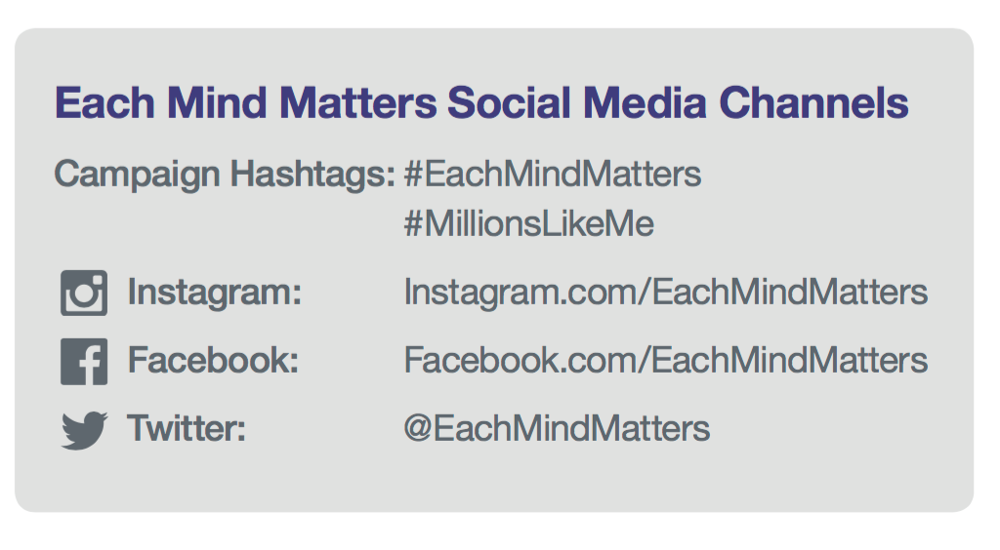 Each Mind Matters Social Media Channels
Campaign Hashtags: #EachMindMatters
#MillionsLikeMe
Instagram: Instagram.com/EachMindMatters
Facebook: Facebook.com/EachMindMatters
Twitter: @EachMindMatters